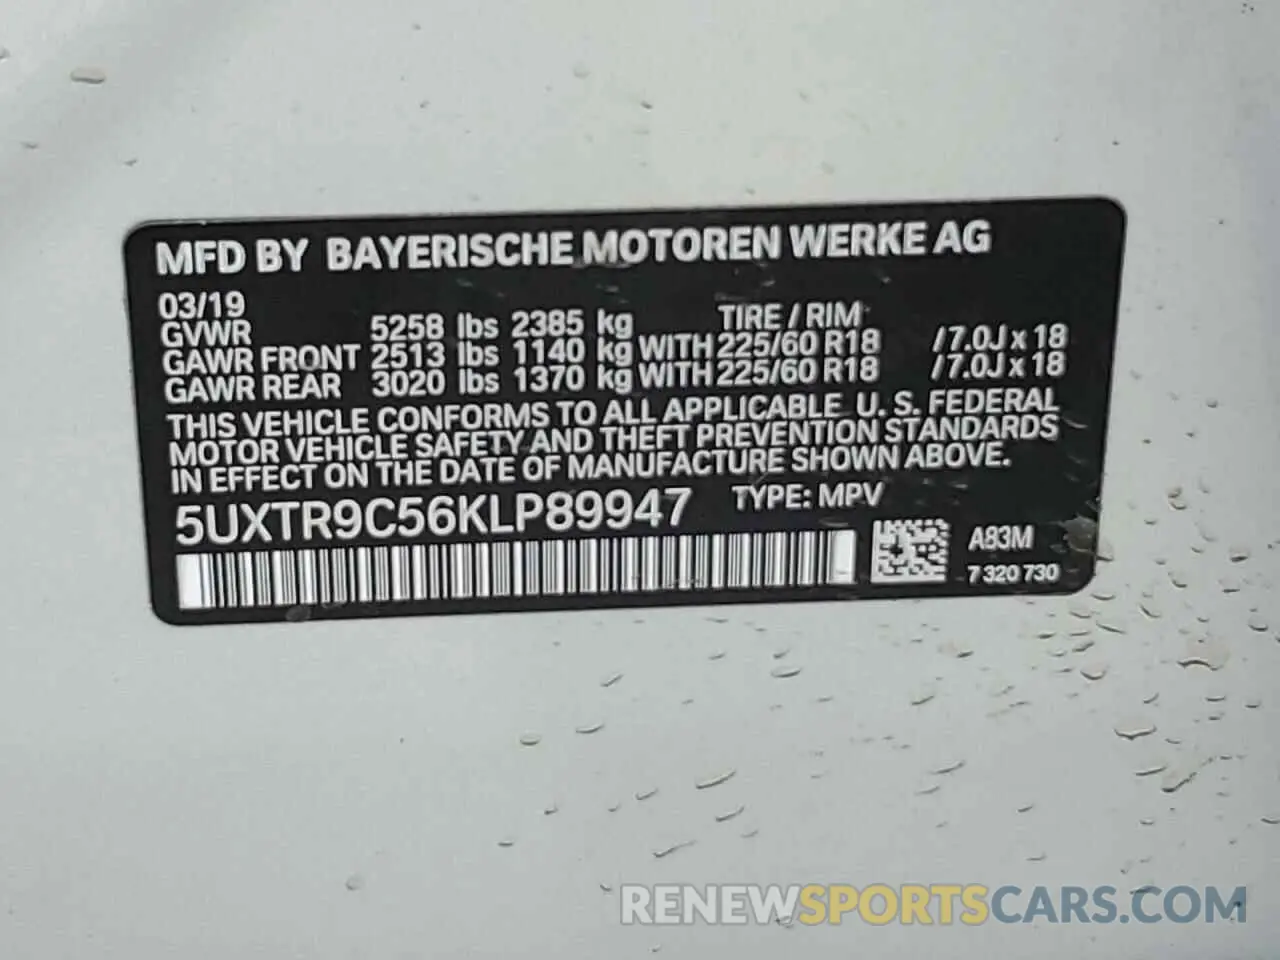 MFD BY BAYERISCHE MOTOREN WERKE AG
03/19 TIRE / RIM
GVWR 5258 lbs 2385 kg
GAWR FRONT 2513 lbs 1140 kg WITH 225/60 R18 / 7.0J x 18
GAWR REAR 3020 lbs 1370 kg WITH 225/60 R18 / 7.0J x 18
THIS VEHICLE CONFORMS TO ALL APPLICABLE U. S. FEDERAL
MOTOR VEHICLE SAFETY AND THEFT PREVENTION STANDARDS
IN EFFECT ON THE DATE OF MANUFACTURE SHOWN ABOVE.
5UXTR9C56KLP89947 TYPE: MPV
A83M
7 320 730
RENEWSPORTSCARS.COM